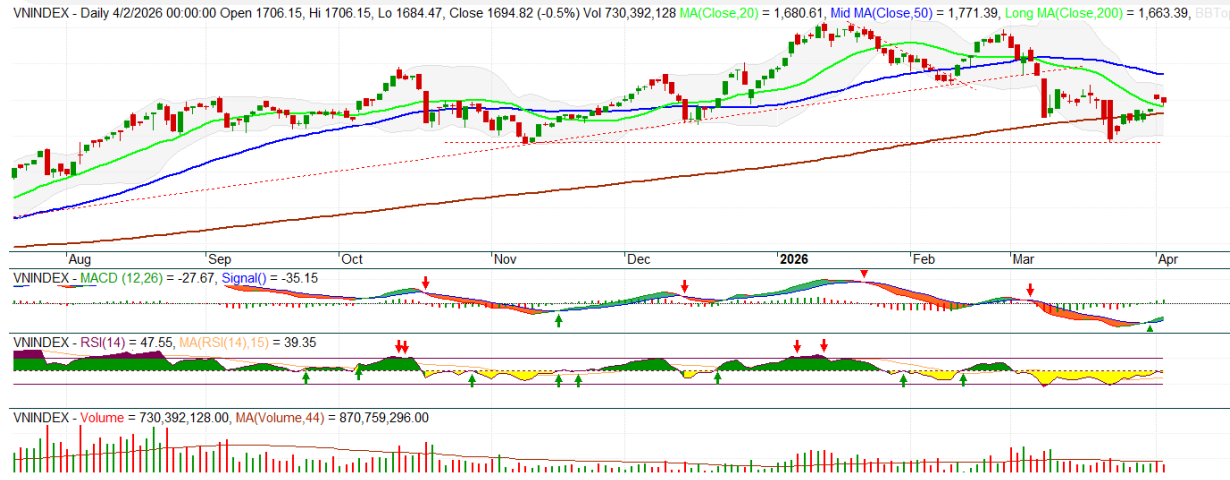 VNINDEX - Daily 4/2/2026 00:00:00 Open 1706.15, Hi 1706.15, Lo 1684.47, Close 1694.82 (-0.5%) Vol 730,392,128 MA(Close,20) = 1,680.61, Mid MA(Close,50) = 1,771.39, Long MA(Close,200) = 1,663.39, BBTop
Aug Sep Oct Nov Dec 2026 Feb Mar Apr
VNINDEX - MACD (12,26) = -27.67, Signal() = -35.15
VNINDEX - RSI(14) = 47.55, MA(RSI(14),15) = 39.35
VNINDEX - Volume = 730,392,128.00, MA(Volume,44) = 870,759,296.00